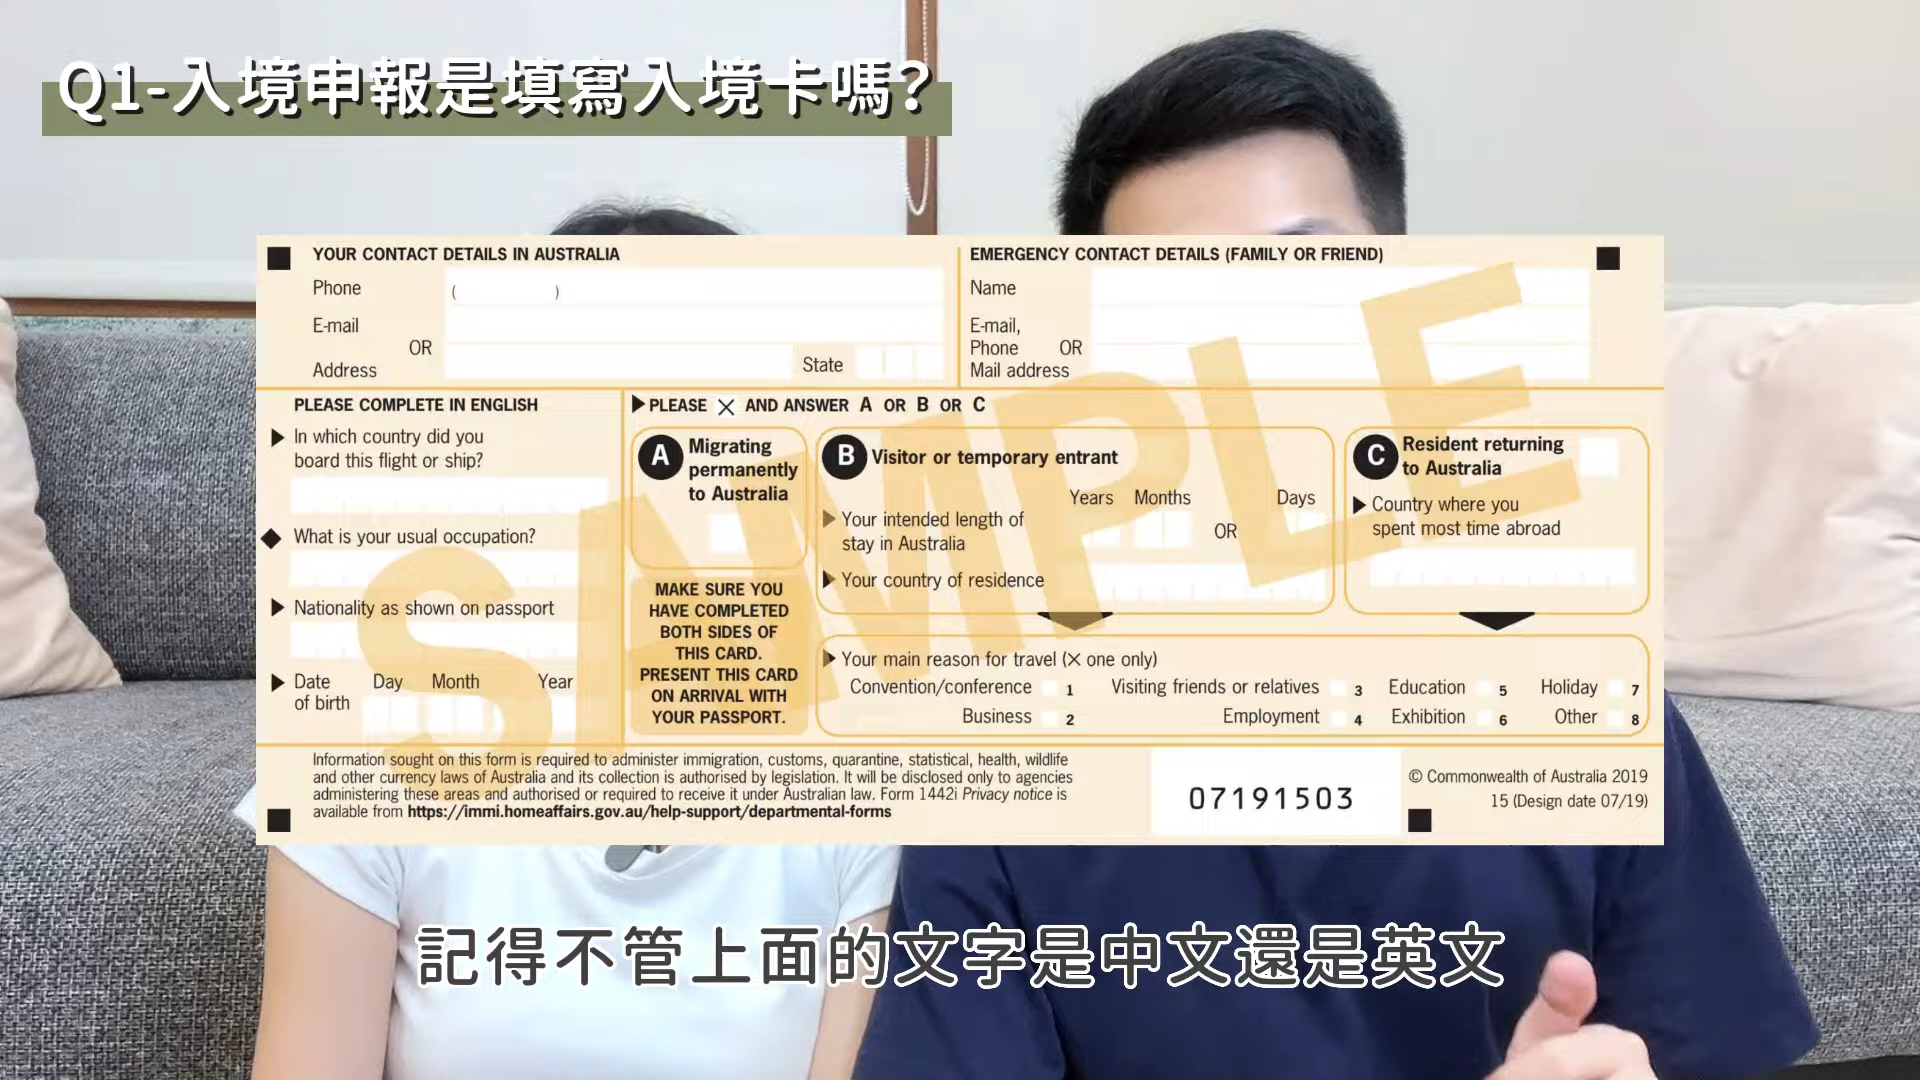 Q1-入境申報是填寫入境卡嗎?
YOUR CONTACT DETAILS IN AUSTRALIA
Phone ( )
E-mail
OR
Address State
EMERGENCY CONTACT DETAILS (FAMILY OR FRIEND)
Name
E-mail,
Phone OR
Mail address
PLEASE COMPLETE IN ENGLISH
In which country did you
board this flight or ship?
What is your usual occupation?
Nationality as shown on passport
Date Day Month Year
of birth
PLEASE X AND ANSWER A OR B OR C
A Migrating
permanently
to Australia
MAKE SURE YOU
HAVE COMPLETED
BOTH SIDES OF
THIS CARD.
PRESENT THIS CARD
ON ARRIVAL WITH
YOUR PASSPORT.
B Visitor or temporary entrant
Years Months Days
Your intended length of
stay in Australia
OR
Your country of residence
C Resident returning
to Australia
Country where you
spent most time abroad
Your main reason for travel (X one only)
Convention/conference 1 Visiting friends or relatives 3 Education 5 Holiday 7
Business 2 Employment 4 Exhibition 6 Other 8
SAMPLE
Information sought on this form is required to administer immigration, customs, quarantine, statistical, health, wildlife
and other currency laws of Australia and its collection is authorised by legislation. It will be disclosed only to agencies
administering these areas and authorised or required to receive it under Australian law. Form 1442i Privacy notice is
available from https://immi.homeaffairs.gov.au/help-support/departmental-forms
07191503
© Commonwealth of Australia 2019
15 (Design date 07/19)
記得不管上面的文字是中文還是英文